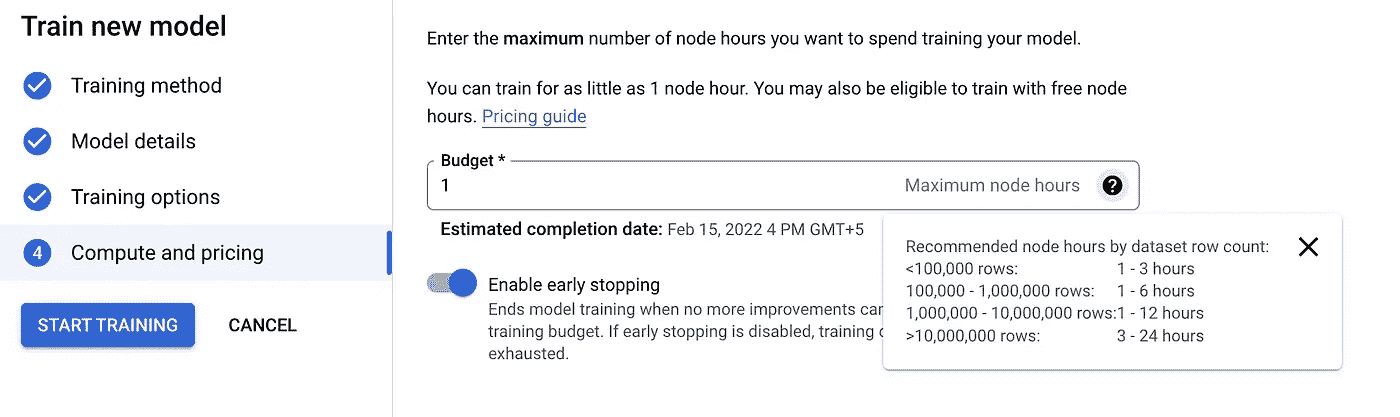 Train new model
Training method
Model details
Training options
4 Compute and pricing
START TRAINING CANCEL
Enter the maximum number of node hours you want to spend training your model.
You can train for as little as 1 node hour. You may also be eligible to train with free node
hours. Pricing guide
Budget *
1 Maximum node hours ?
Estimated completion date: Feb 15, 2022 4 PM GMT+5
Enable early stopping
Ends model training when no more improvements
training budget. If early stopping is disabled, training
exhausted.
Recommended node hours by dataset row count:
<100,000 rows: 1 - 3 hours
100,000 - 1,000,000 rows: 1 - 6 hours
1,000,000 - 10,000,000 rows:1 - 12 hours
>10,000,000 rows: 3 - 24 hours